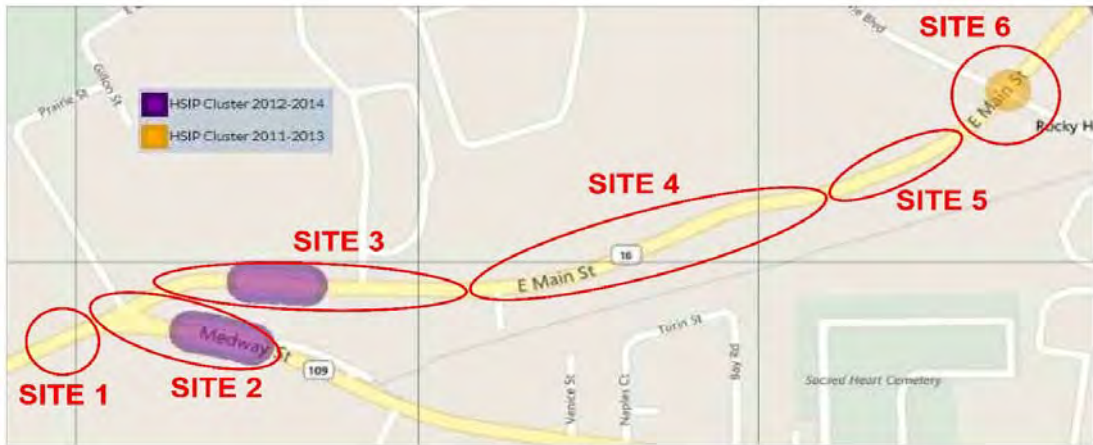 SITE 6
E Main St
Rocky H
Gillon St
Prairie St
HSIP Cluster 2012-2014
HSIP Cluster 2011-2013
SITE 4
SITE 5
SITE 3
16
E Main St
Medway St
109
SITE 1
SITE 2
Turin St
Venice St
Naples Ct
Bay Rd
Sacred Heart Cemetery